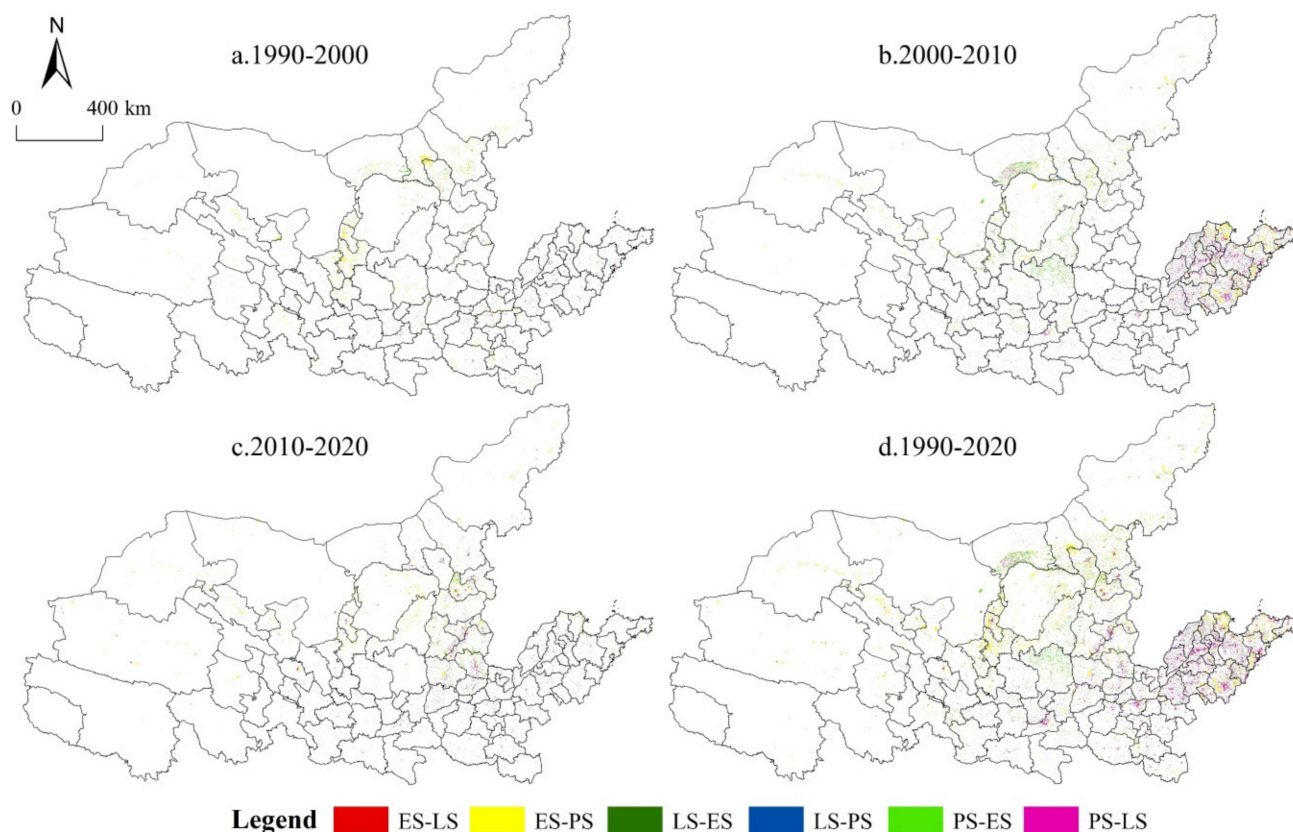 N
0 400 km
a.1990-2000
b.2000-2010
c.2010-2020
d.1990-2020
Legend ES-LS ES-PS LS-ES LS-PS PS-ES PS-LS